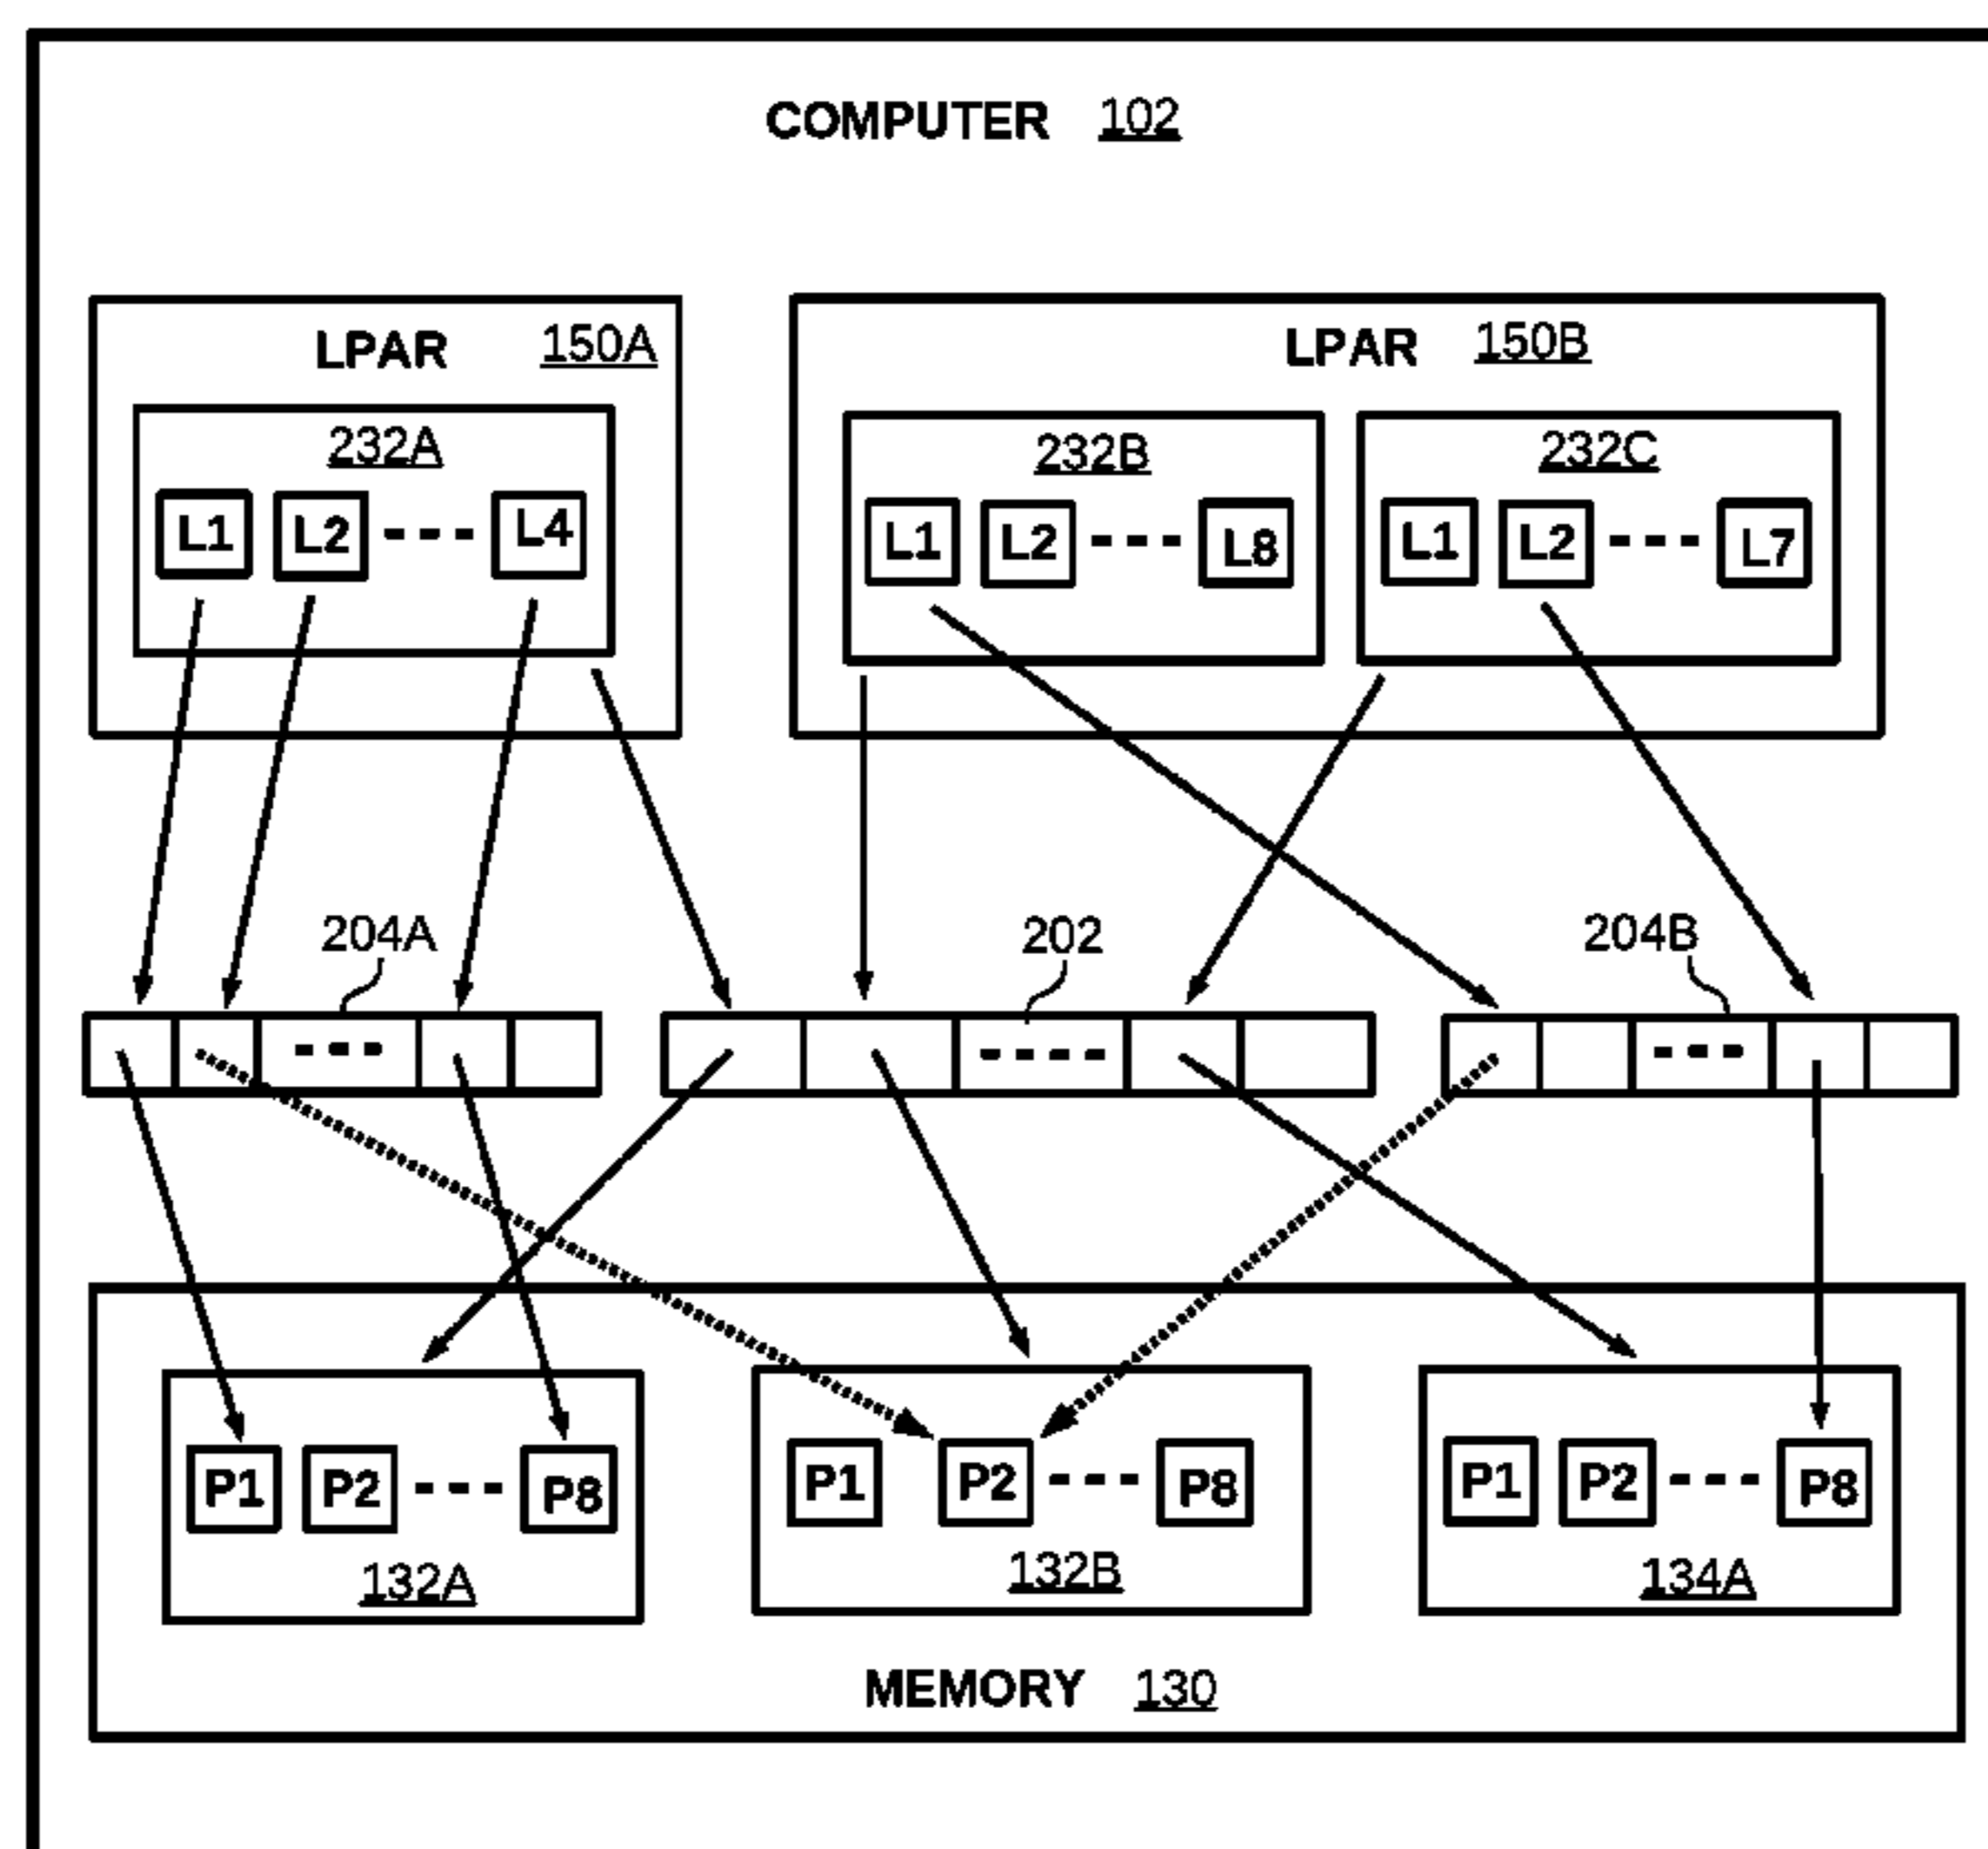 COMPUTER 102
LPAR 150A
LPAR 150B
232A
232B
232C
L1 L2 --- L4
L1 L2 --- L8
L1 L2 --- L7
204A
202
204B
---
----
---
P1 P2 --- P8
P1 P2 --- P8
P1 P2 --- P8
132A
132B
134A
MEMORY 130